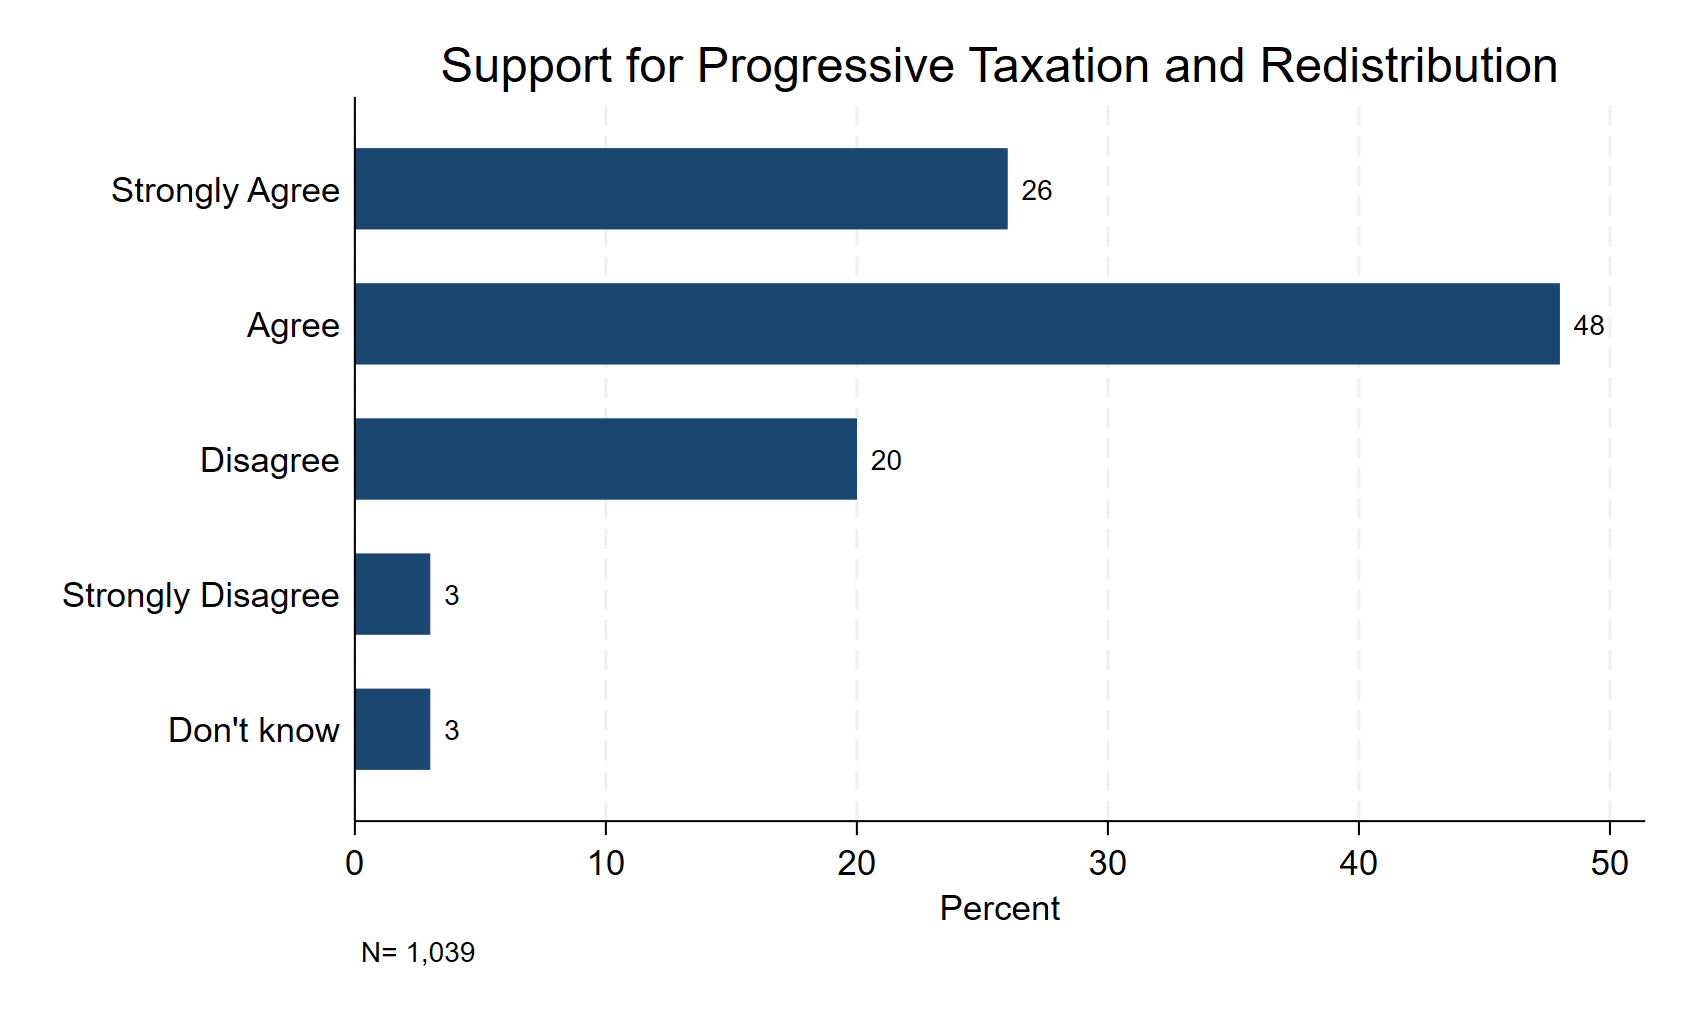 Support for Progressive Taxation and Redistribution
Strongly Agree
26
Agree
48
Disagree
20
Strongly Disagree
3
Don't know
3
0 10 20 30 40 50
Percent
N= 1,039